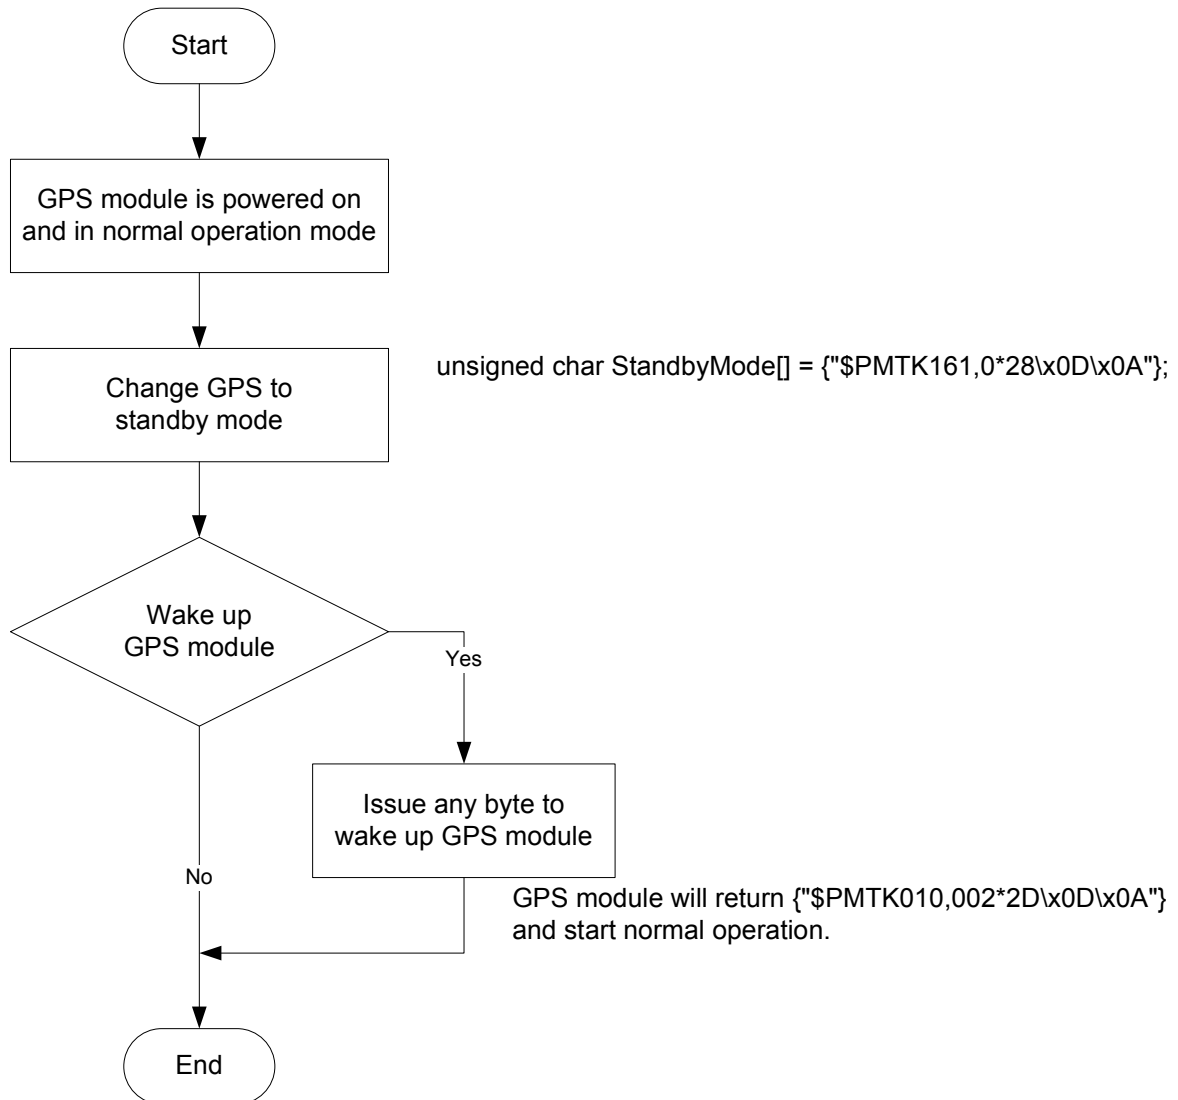 Start
GPS module is powered on
and in normal operation mode
Change GPS to
standby mode
unsigned char StandbyMode[] = {"$PMTK161,0*28\x0D\x0A"};
Wake up
GPS module
Yes
Issue any byte to
wake up GPS module
No
GPS module will return {"$PMTK010,002*2D\x0D\x0A"}
and start normal operation.
End